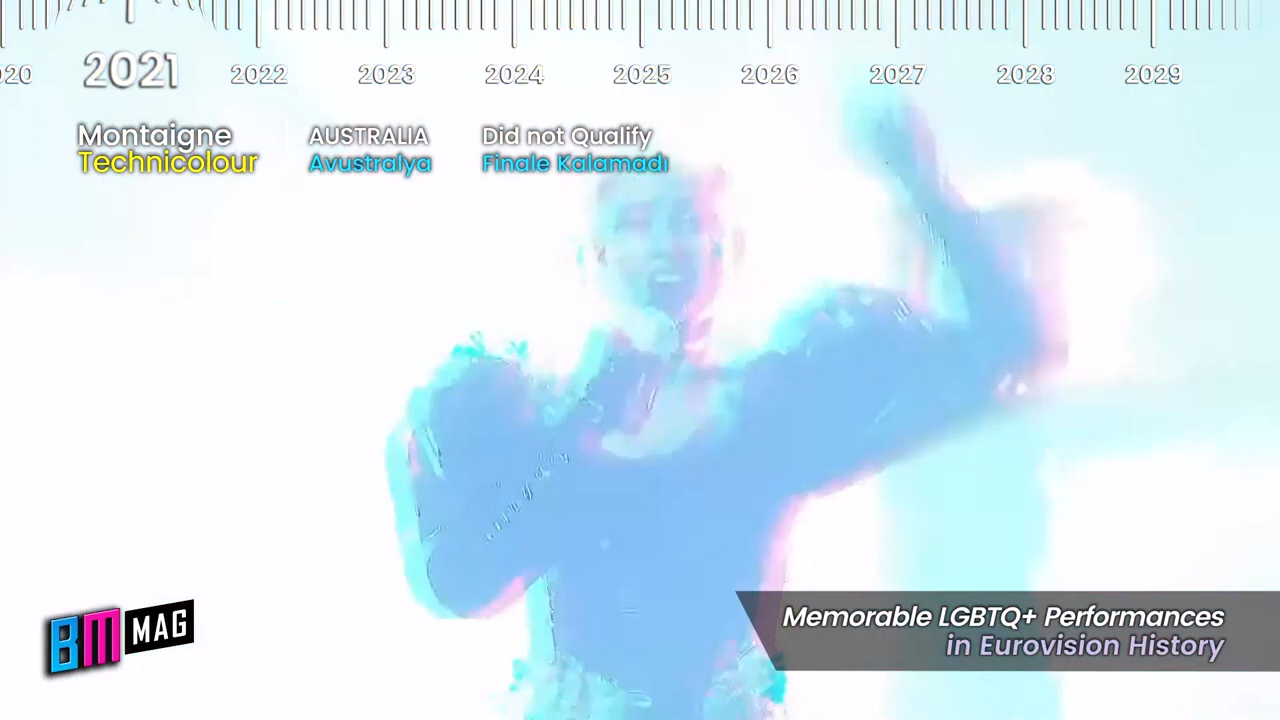 020 2021 2022 2023 2024 2025 2026 2027 2028 2029
Montaigne AUSTRALIA Did not Qualify
Technicolour Avustralya Finale Kalamadı
BM MAG
Memorable LGBTQ+ Performances
in Eurovision History